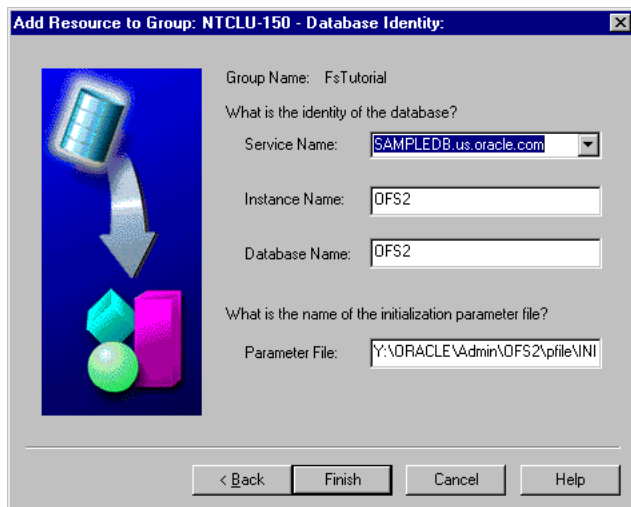 Add Resource to Group: NTCLU-150 - Database Identity:
Group Name: FsTutorial
What is the identity of the database?
Service Name: SAMPLEDB.us.oracle.com
Instance Name: OFS2
Database Name: OFS2
What is the name of the initialization parameter file?
Parameter File: Y:\ORACLE\Admin\OFS2\pfile\INI
< Back Finish Cancel Help